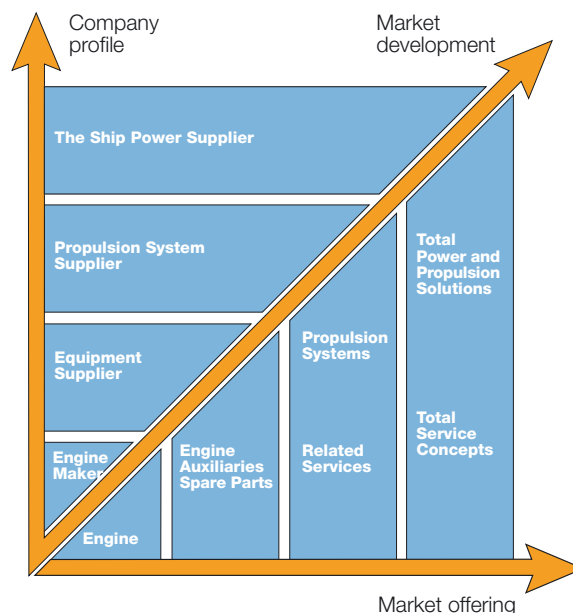 Company
profile
Market
development
The Ship Power Supplier
Propulsion System
Supplier
Total
Power and
Propulsion
Solutions
Equipment
Supplier
Propulsion
Systems
Total
Service
Concepts
Engine
Maker
Engine
Auxiliaries
Spare Parts
Related
Services
Engine
Market offering